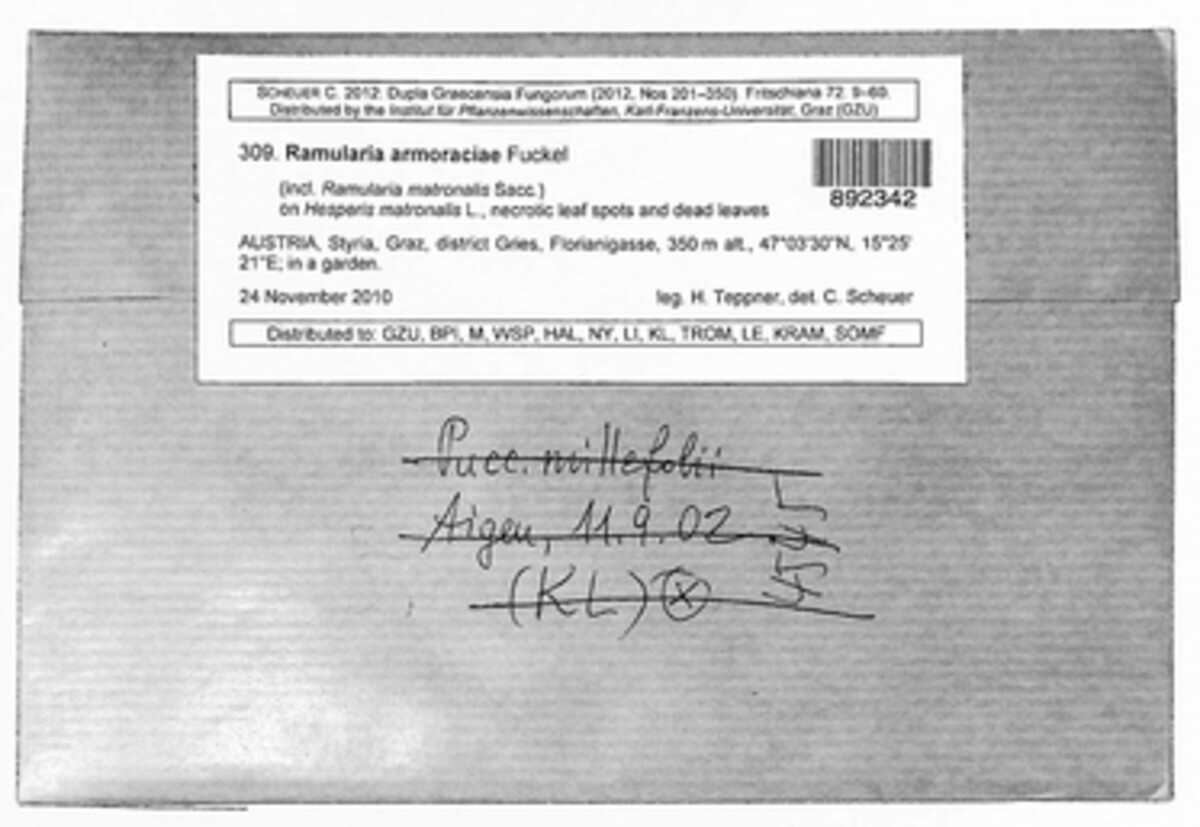 SCHEUER C. 2012: Dupla Graecensia Fungorum (2012, Nos 201–350). Fritschiana 72: 9–60.
Distributed by the Institut für Pflanzenwissenschaften, Karl-Franzens-Universität, Graz (GZU)
309. Ramularia armoraciae Fuckel
(incl. Ramularia matronalis Sacc.)
on Hesperis matronalis L., necrotic leaf spots and dead leaves
892342
AUSTRIA, Styria, Graz, district Gries, Florianigasse, 350 m alt., 47°03'30"N, 15°25'
21"E; in a garden.
24 November 2010 leg. H. Teppner, det. C. Scheuer
Distributed to: GZU, BPI, M, WSP, HAL, NY, LI, KL, TROM, LE, KRAM, SOMF
Pucc. millefolii
Aigen, 11.9.02
(KL) ⓧ